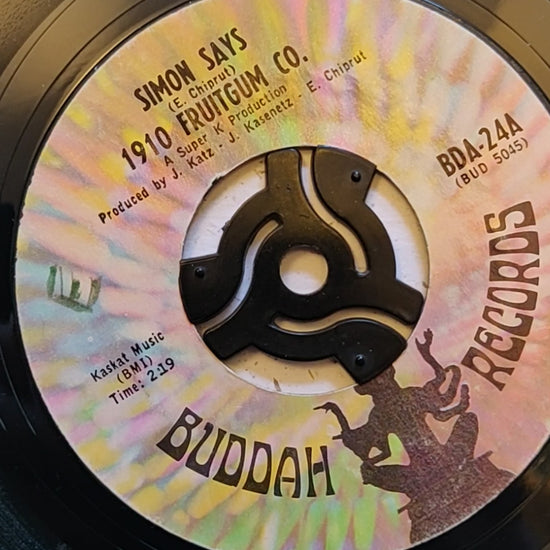 SIMON SAYS
(E. Chiprut)
1910 FRUITGUM CO.
A Super K Production
Produced by J. Katz - J. Kasenetz - E. Chiprut
BDA-24A
(BUD 5045)
E
Kaskat Music
(BMI)
Time: 2:19
BUDDAH RECORDS